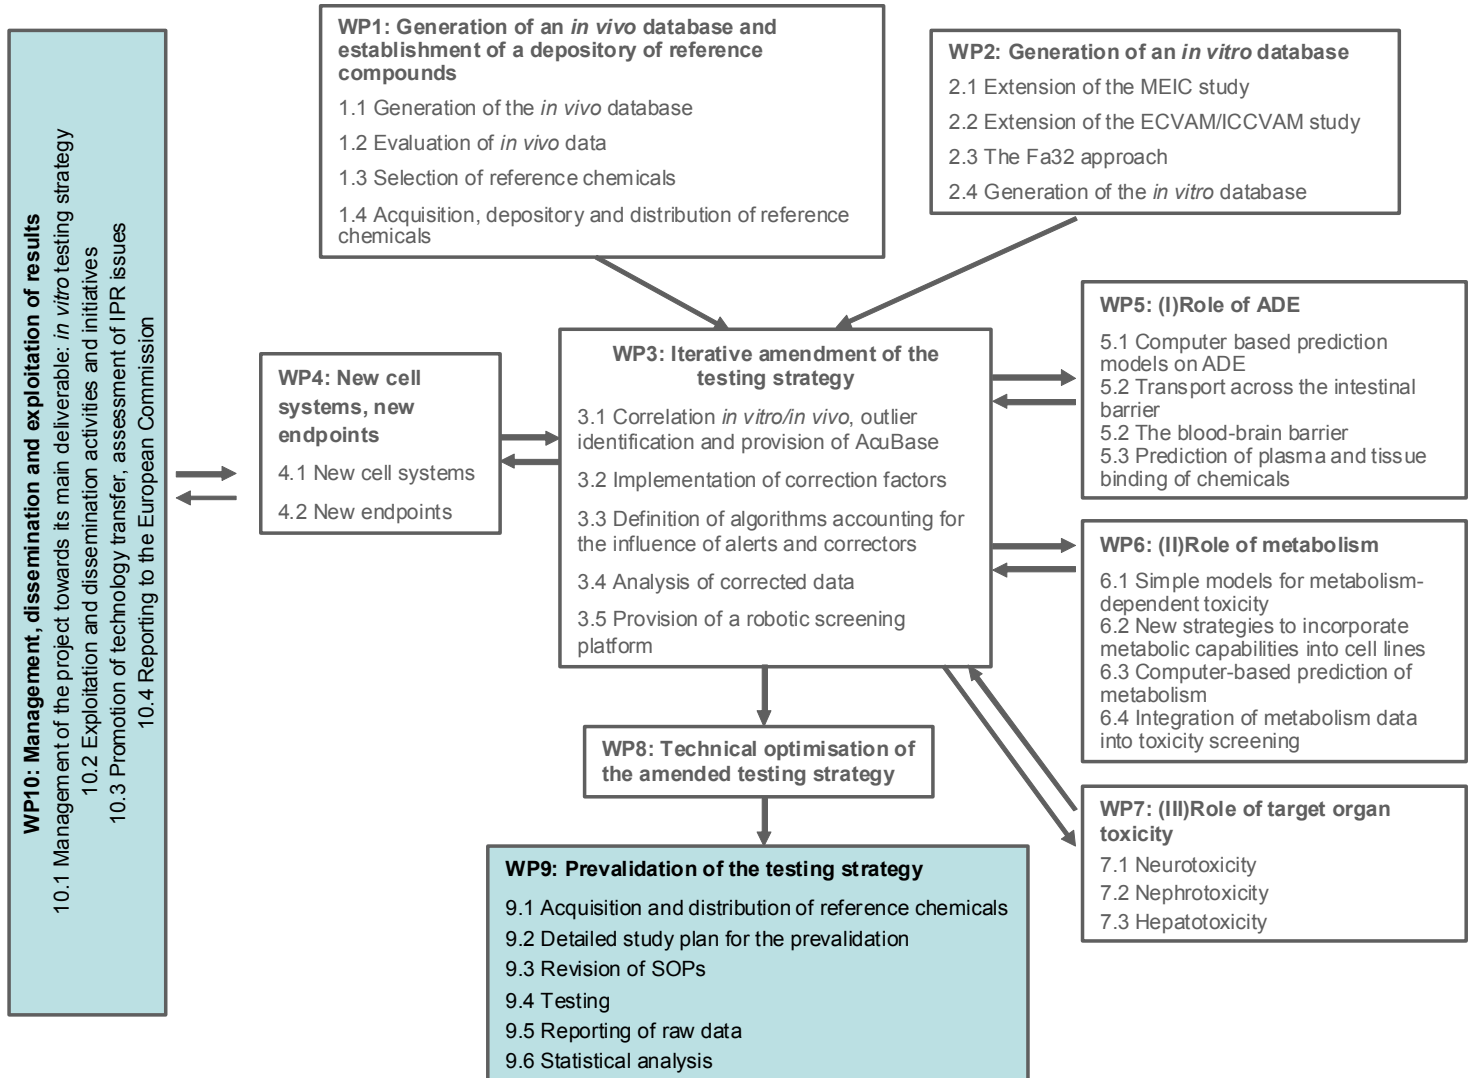 WP10: Management, dissemination and exploitation of results
10.1 Management of the project towards its main deliverable: in vitro testing strategy
10.2 Exploitation and dissemination activities and initiatives
10.3 Promotion of technology transfer, assessment of IPR issues
10.4 Reporting to the European Commission
WP1: Generation of an in vivo database and
establishment of a depository of reference
compounds
1.1 Generation of the in vivo database
1.2 Evaluation of in vivo data
1.3 Selection of reference chemicals
1.4 Acquisition, depository and distribution of reference
chemicals
WP2: Generation of an in vitro database
2.1 Extension of the MEIC study
2.2 Extension of the ECVAM/ICCVAM study
2.3 The Fa32 approach
2.4 Generation of the in vitro database
WP4: New cell
systems, new
endpoints
4.1 New cell systems
4.2 New endpoints
WP3: Iterative amendment of the
testing strategy
3.1 Correlation in vitro/in vivo, outlier
identification and provision of AcuBase
3.2 Implementation of correction factors
3.3 Definition of algorithms accounting for
the influence of alerts and correctors
3.4 Analysis of corrected data
3.5 Provision of a robotic screening
platform
WP5: (I)Role of ADE
5.1 Computer based prediction
models on ADE
5.2 Transport across the intestinal
barrier
5.2 The blood-brain barrier
5.3 Prediction of plasma and tissue
binding of chemicals
WP6: (II)Role of metabolism
6.1 Simple models for metabolism-
dependent toxicity
6.2 New strategies to incorporate
metabolic capabilities into cell lines
6.3 Computer-based prediction of
metabolism
6.4 Integration of metabolism data
into toxicity screening
WP7: (III)Role of target organ
toxicity
7.1 Neurotoxicity
7.2 Nephrotoxicity
7.3 Hepatotoxicity
WP8: Technical optimisation of
the amended testing strategy
WP9: Prevalidation of the testing strategy
9.1 Acquisition and distribution of reference chemicals
9.2 Detailed study plan for the prevalidation
9.3 Revision of SOPs
9.4 Testing
9.5 Reporting of raw data
9.6 Statistical analysis